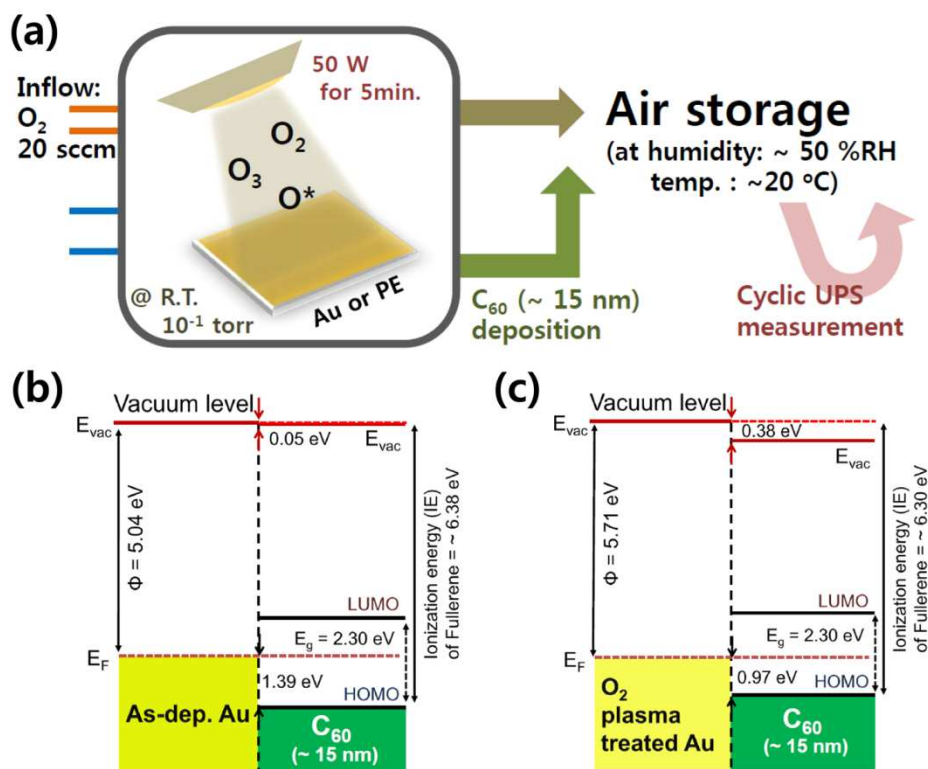 (a)
Inflow:
O₂
20 sccm
50 W
for 5min.
O₂
O₃
O*
Au or PE
@ R.T.
10⁻¹ torr
C₆₀ (~ 15 nm)
deposition
Air storage
(at humidity: ~ 50 %RH
temp. : ~20 °C)
Cyclic UPS
measurement
(b)
Vacuum level
Evac
0.05 eV
Evac
Φ = 5.04 eV
Ionization energy (IE)
of Fullerene = ~ 6.38 eV
LUMO
Eg = 2.30 eV
EF
1.39 eV
HOMO
As-dep. Au
C₆₀
(~ 15 nm)
(c)
Vacuum level
Evac
0.38 eV
Evac
Φ = 5.71 eV
Ionization energy (IE)
of Fullerene = ~ 6.30 eV
LUMO
Eg = 2.30 eV
EF
0.97 eV
HOMO
O₂
plasma
treated Au
C₆₀
(~ 15 nm)